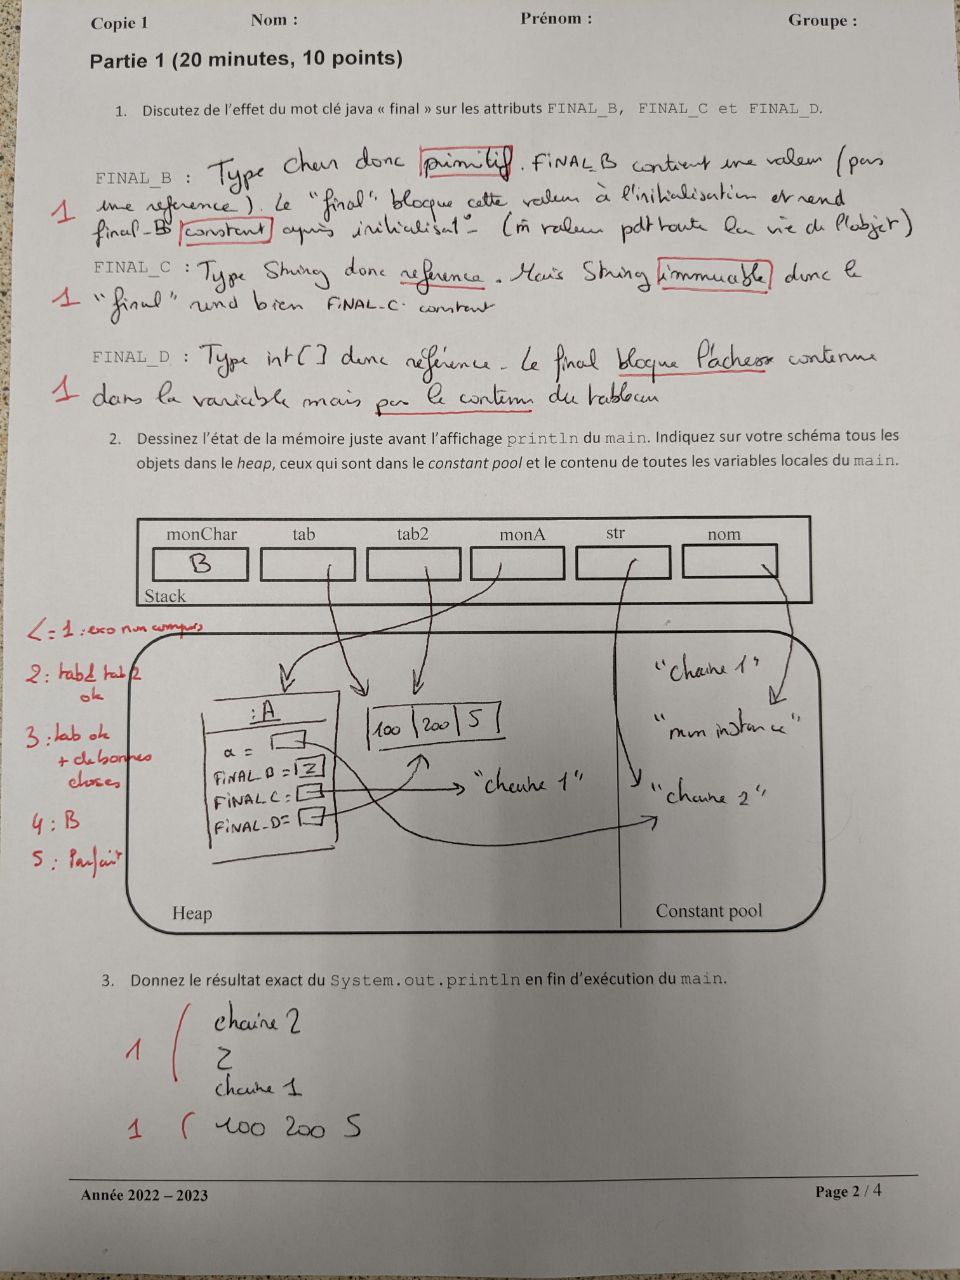 Copie 1 Nom : Prénom : Groupe :
Partie 1 (20 minutes, 10 points)
1. Discutez de l'effet du mot clé java « final » sur les attributs FINAL_B, FINAL_C et FINAL_D.
FINAL_B : Type char donc primitif. FINAL_B contient une valeur (pas
1 une reference). Le "final" bloque cette valeur à l'initialisation et rend
final_B constant après initialisat° (m̂ valeur pdt toute la vie de l'objet)
FINAL_C : Type String donc reference. Mais String immuable donc le
1 "final" rend bien FINAL_C constant
FINAL_D : Type int[] donc référence. Le final bloque l'adresse contenue
1 dans la variable mais pas le contenu du tableau
2. Dessinez l'état de la mémoire juste avant l'affichage println du main. Indiquez sur votre schéma tous les
objets dans le heap, ceux qui sont dans le constant pool et le contenu de toutes les variables locales du main.
monChar tab tab2 monA str nom
B
Stack
<=1 : exo non compris
2 : tab1 tab2
ok
3 : tab ok
+ de bonnes
choses
4 : B
5 : Parfait
: A
a =
FINAL_B = Z
FINAL_C =
FINAL_D =
100 200 5
"chaine 1"
"chaine 1"
"mon instance"
"chaine 2"
Heap Constant pool
3. Donnez le résultat exact du System.out.println en fin d'exécution du main.
chaine 2
1 Z
chaine 1
1 100 200 5
Année 2022 – 2023 Page 2 / 4